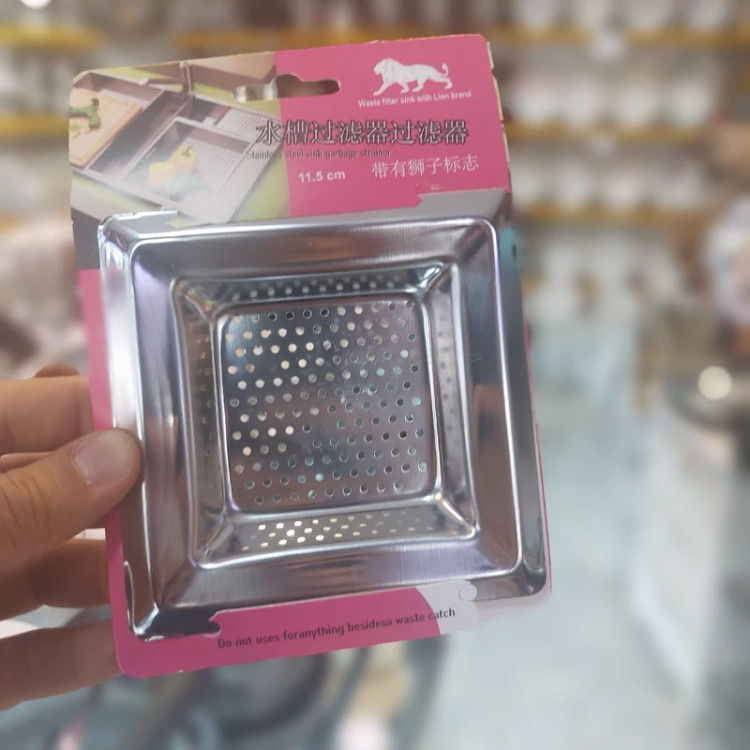 Waste filter sink with Lion brand
水槽过滤器过滤器
Stainless steel sink garbage strainer
11.5 cm
带有狮子标志
Do not uses foranything besidesa waste catch